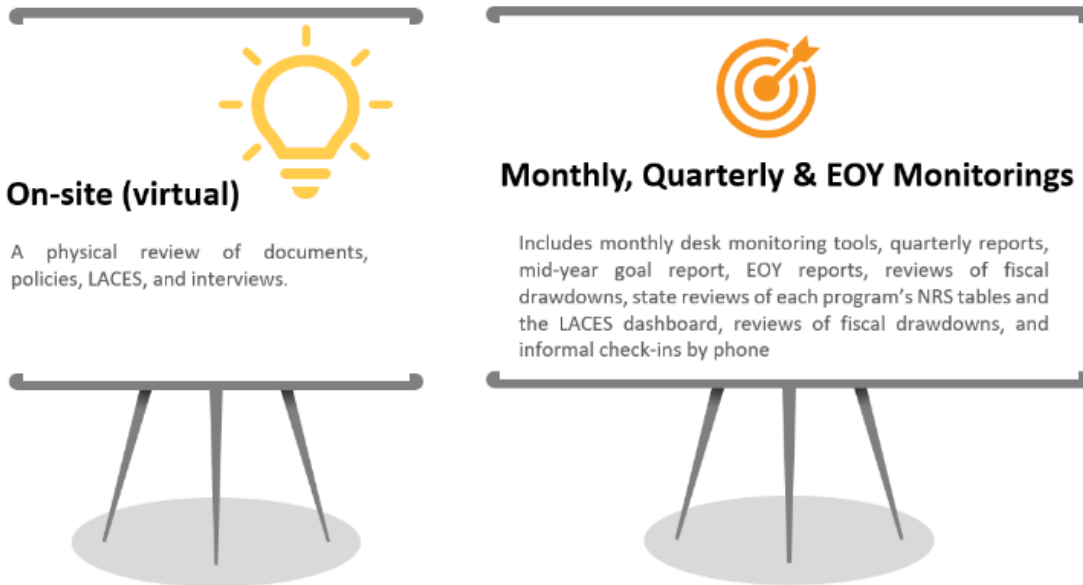 On-site (virtual)
A physical review of documents,
policies, LACES, and interviews.
Monthly, Quarterly & EOY Monitorings
Includes monthly desk monitoring tools, quarterly reports,
mid-year goal report, EOY reports, reviews of fiscal
drawdowns, state reviews of each program's NRS tables and
the LACES dashboard, reviews of fiscal drawdowns, and
informal check-ins by phone